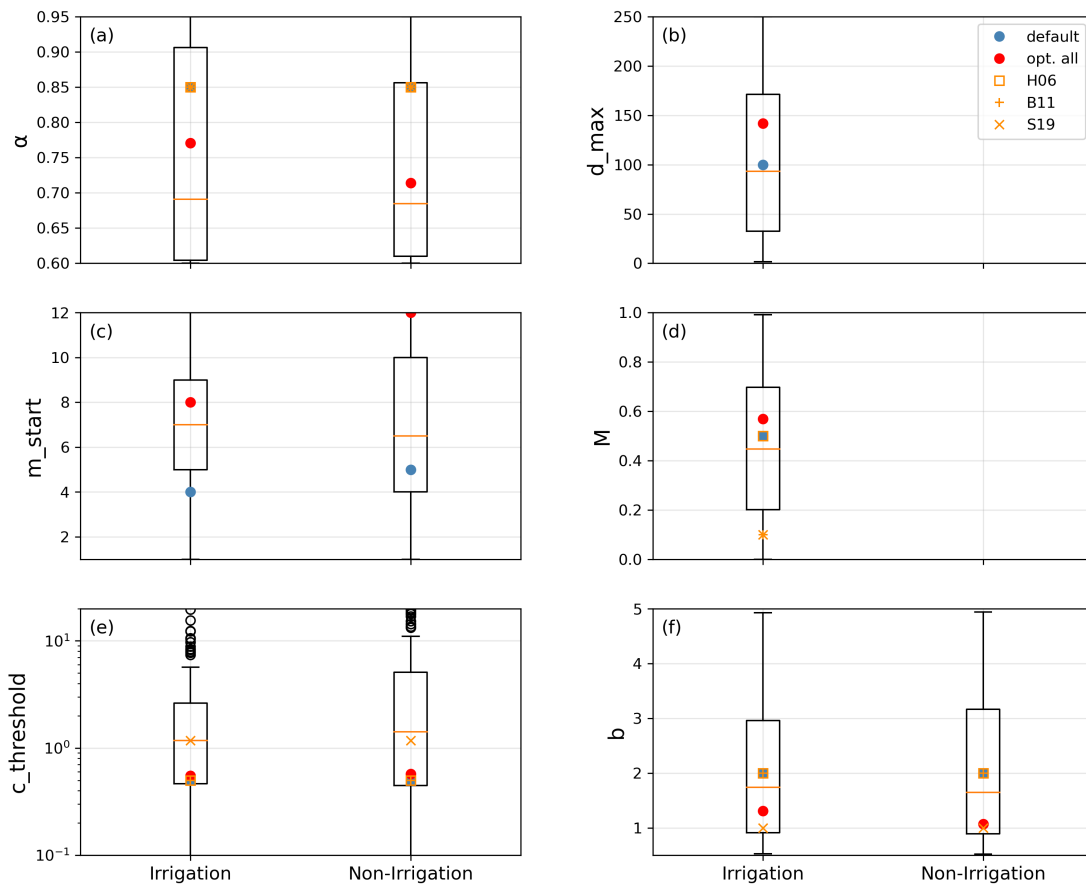 (a)
α
0.95
0.90
0.85
0.80
0.75
0.70
0.65
0.60
(b)
d_max
250
200
150
100
50
0
default
opt. all
H06
B11
S19
(c)
m_start
12
10
8
6
4
2
(d)
M
1.0
0.8
0.6
0.4
0.2
0.0
(e)
c_threshold
10¹
10⁰
10⁻¹
Irrigation Non-Irrigation
(f)
b
5
4
3
2
1
Irrigation Non-Irrigation